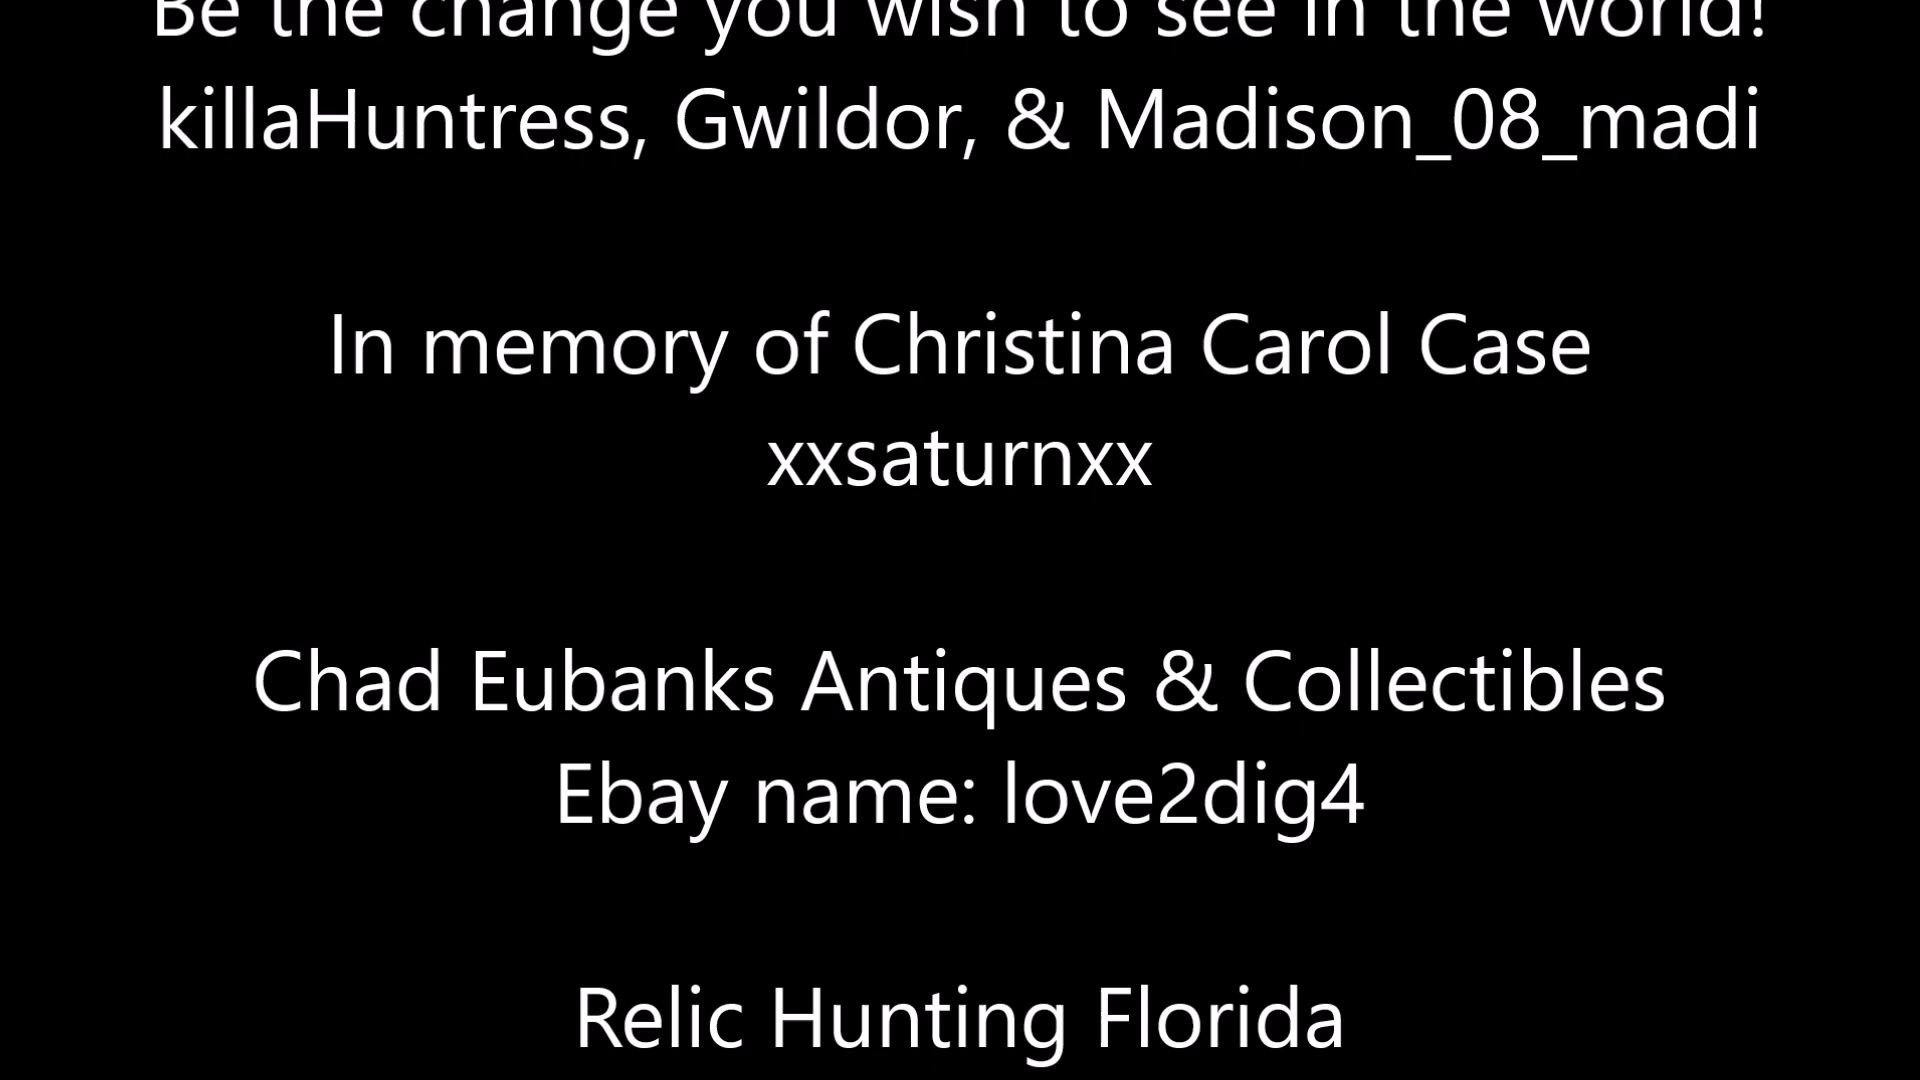 Be the change you wish to see in the world!
killaHuntress, Gwildor, & Madison_08_madi
In memory of Christina Carol Case
xxsaturnxx
Chad Eubanks Antiques & Collectibles
Ebay name: love2dig4
Relic Hunting Florida